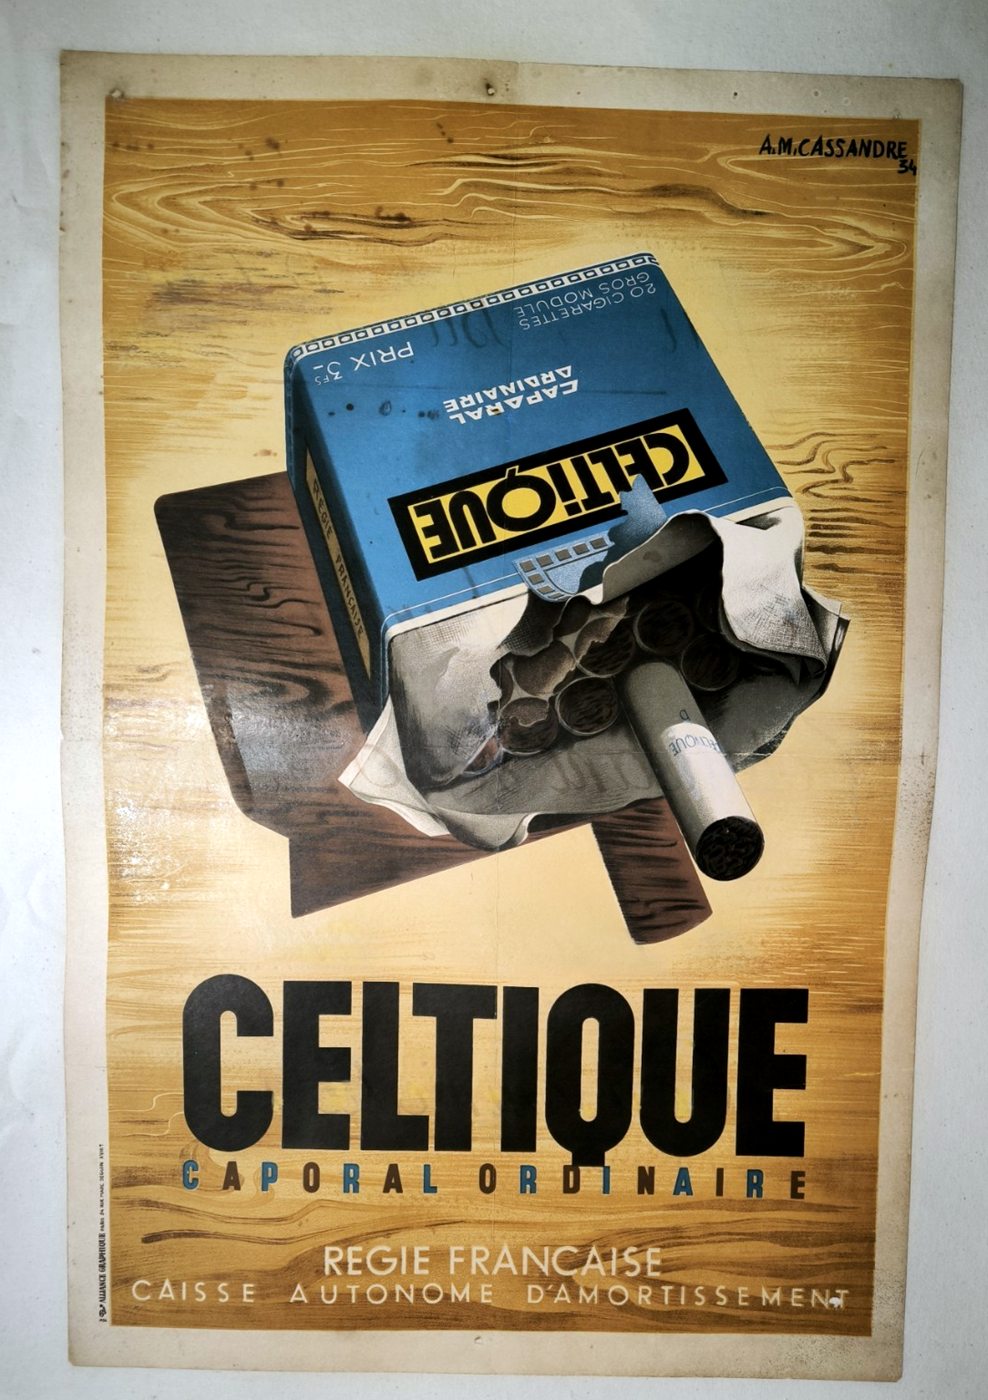 A.M.CASSANDRE
34
20 CIGARETTES
GROS MODULE
PRIX 3Fs
CAPORAL
ORDINAIRE
CELTIQUE
REGIE FRANCAISE
CELTIQUE
CELTIQUE
CAPORAL ORDINAIRE
REGIE FRANCAISE
CAISSE AUTONOME D'AMORTISSEMENT
ALLIANCE GRAPHIQUE